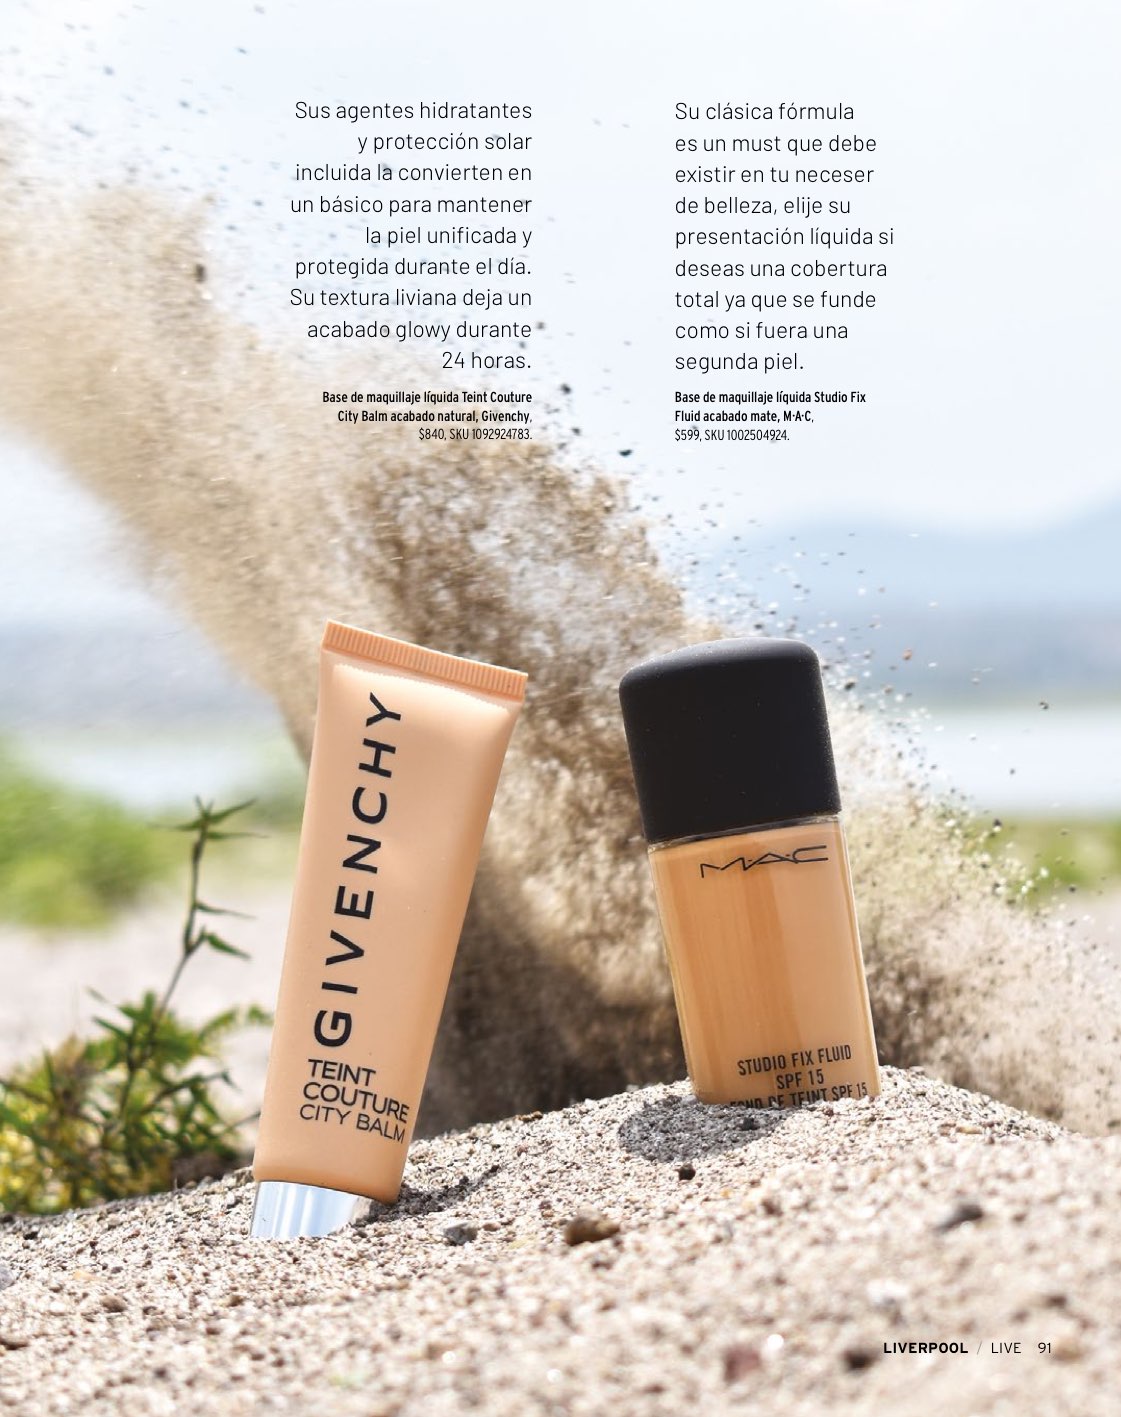 Sus agentes hidratantes
y protección solar
incluida la convierten en
un básico para mantener
la piel unificada y
protegida durante el día.
Su textura liviana deja un
acabado glowy durante
24 horas.
Base de maquillaje líquida Teint Couture
City Balm acabado natural, Givenchy,
$840, SKU 1092924783.
Su clásica fórmula
es un must que debe
existir en tu neceser
de belleza, elije su
presentación líquida si
deseas una cobertura
total ya que se funde
como si fuera una
segunda piel.
Base de maquillaje líquida Studio Fix
Fluid acabado mate, M·A·C,
$599, SKU 1002504924.
GIVENCHY
TEINT
COUTURE
CITY BALM
M·A·C
STUDIO FIX FLUID
SPF 15
FOND DE TEINT SPF 15
LIVERPOOL / LIVE 91